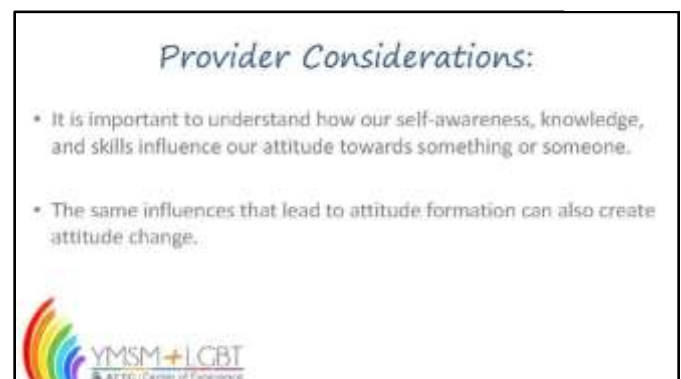 Provider Considerations:
• It is important to understand how our self-awareness, knowledge,
and skills influence our attitude towards something or someone.
• The same influences that lead to attitude formation can also create
attitude change.
YMSM+LGBT